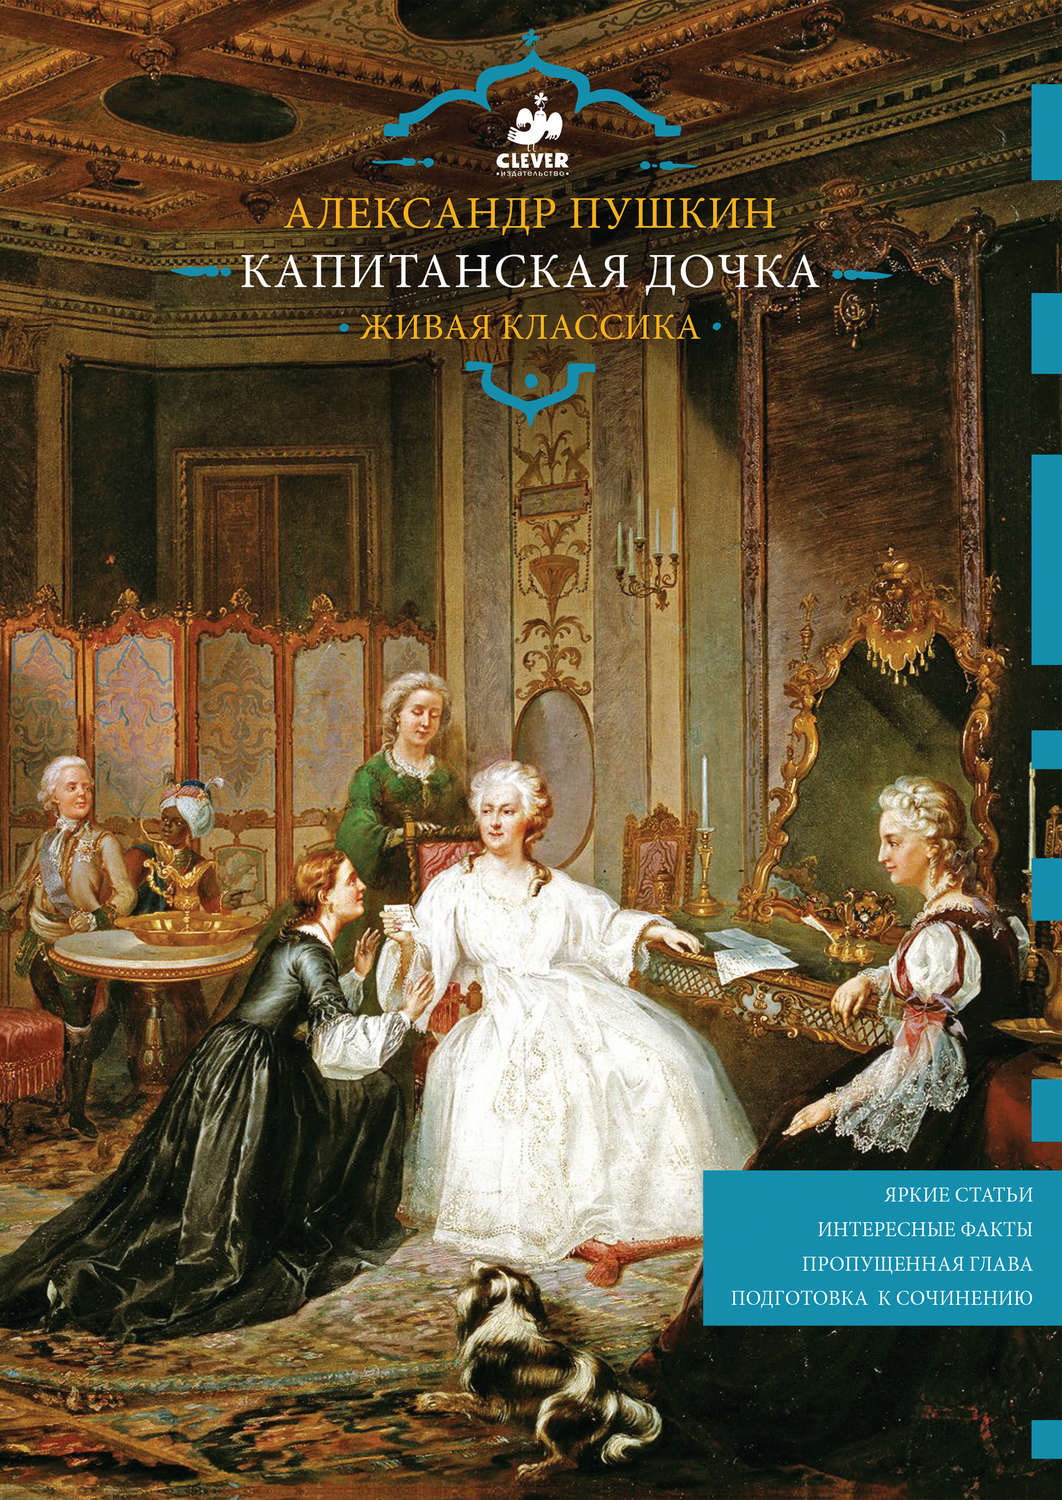 CLEVER
•издательство•
АЛЕКСАНДР ПУШКИН
КАПИТАНСКАЯ ДОЧКА
• ЖИВАЯ КЛАССИКА •
ЯРКИЕ СТАТЬИ
ИНТЕРЕСНЫЕ ФАКТЫ
ПРОПУЩЕННАЯ ГЛАВА
ПОДГОТОВКА К СОЧИНЕНИЮ